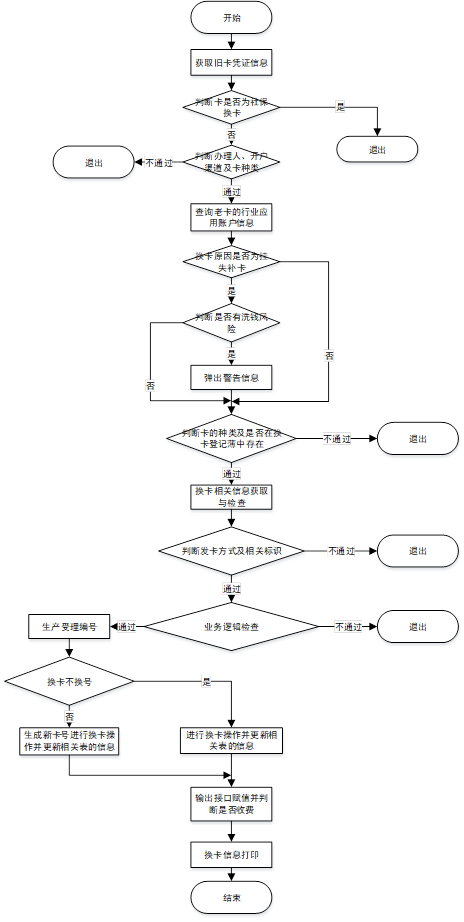 开始
获取旧卡凭证信息
判断卡是否为社保
换卡
是
否
退出
判断办理人、开户
渠道及卡种类
不通过
退出
通过
查询老卡的行业应
用账户信息
换卡原因是否为挂
失补卡
是
判断是否有洗钱风
险
是
否
否
弹出警告信息
判断卡的种类及是否在换
卡登记薄中存在
不通过
退出
通过
换卡相关信息获取
与检查
判断发卡方式及相关标识
不通过
退出
通过
业务逻辑检查
不通过
退出
通过
生产受理编号
换卡不换号
是
否
生成新卡号进行换卡操
作并更新相关表的信息
进行换卡操作并更新相
关表的信息
输出接口赋值并判
断是否收费
换卡信息打印
结束